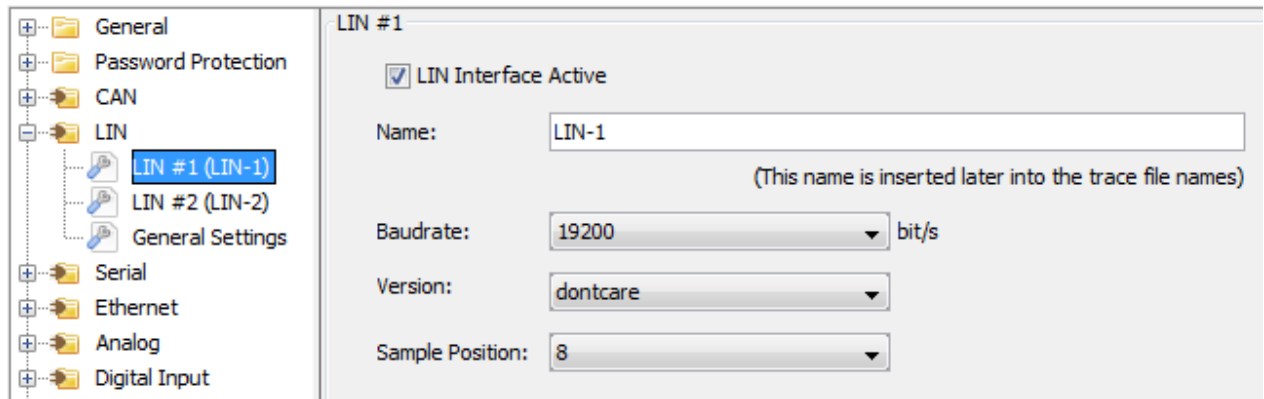 General
Password Protection
CAN
LIN
LIN #1 (LIN-1)
LIN #2 (LIN-2)
General Settings
Serial
Ethernet
Analog
Digital Input
LIN #1
LIN Interface Active
Name: LIN-1
(This name is inserted later into the trace file names)
Baudrate: 19200 bit/s
Version: dontcare
Sample Position: 8